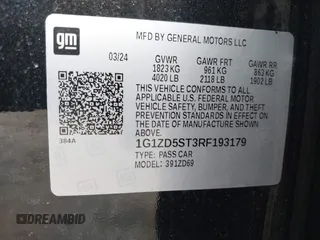 gm
MFD BY GENERAL MOTORS LLC
03/24
GVWR GAWR FRT GAWR RR
1823 KG 961 KG 863 KG
4020 LB 2118 LB 1902 LB
THIS VEHICLE CONFORMS TO
ALL APPLICABLE U.S. FEDERAL MOTOR
VEHICLE SAFETY, BUMPER, AND THEFT
PREVENTION STANDARDS IN EFFECT ON THE
DATE OF MANUFACTURE SHOWN ABOVE.
384A
1G1ZD5ST3RF193179
TYPE: PASS CAR
MODEL: 391ZD69
DREAMBID